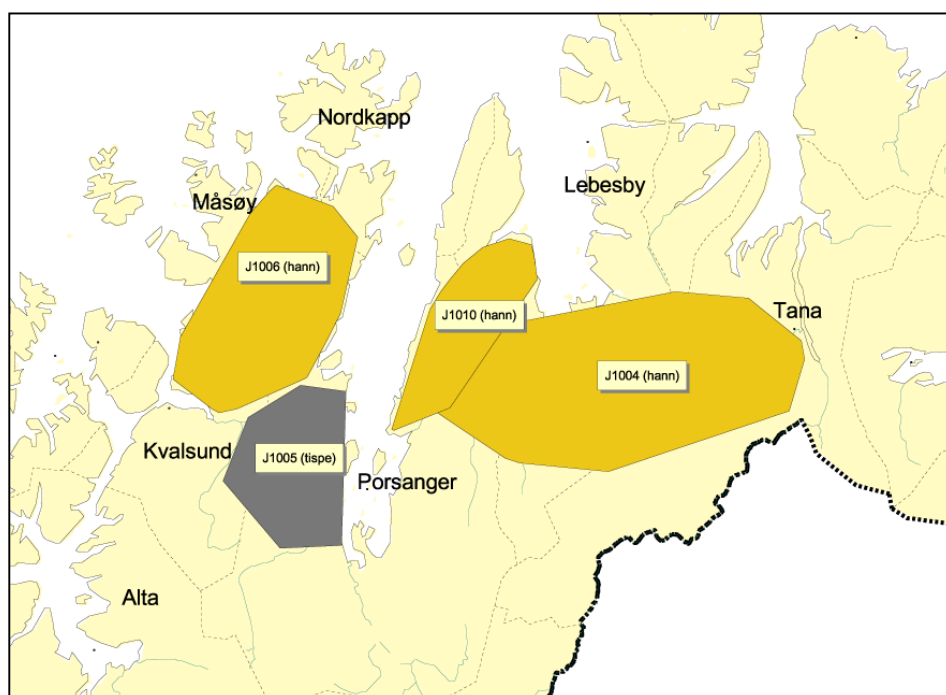 Nordkapp
Lebesby
Måsøy
J1006 (hann)
Tana
J1010 (hann)
J1004 (hann)
Kvalsund
J1005 (tispe)
Porsanger
Alta